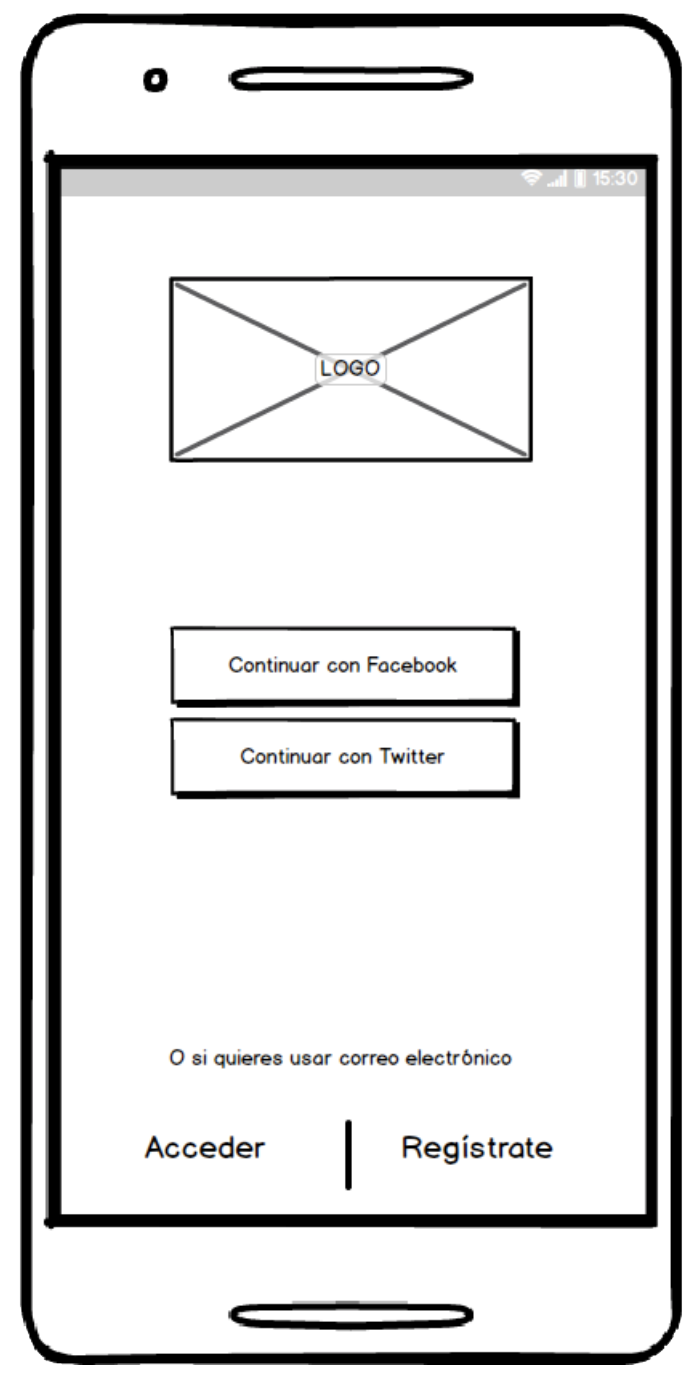 15:30
LOGO
Continuar con Facebook
Continuar con Twitter
O si quieres usar correo electrónico
Acceder
Regístrate